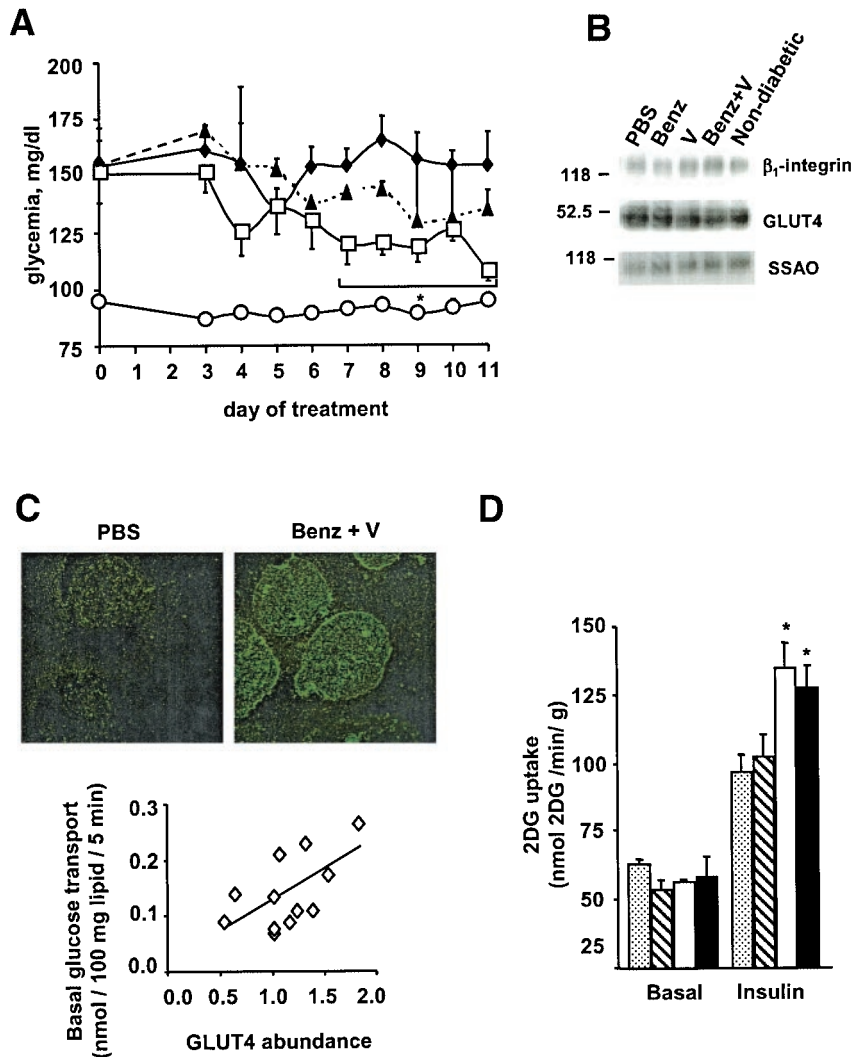 A
200
175
150
125
100
75
glycemia, mg/dl
*
0 1 2 3 4 5 6 7 8 9 10 11
day of treatment
B
PBS
Benz
V
Benz+V
Non-diabetic
118
β1-integrin
52.5
GLUT4
118
SSAO
C
PBS
Benz + V
0.3
0.2
0.1
0.0
Basal glucose transport
(nmol / 100 mg lipid / 5 min)
0.0 0.5 1.0 1.5 2.0
GLUT4 abundance
D
150
125
100
75
50
25
2DG uptake
(nmol 2DG /min/ g)
*
*
Basal
Insulin